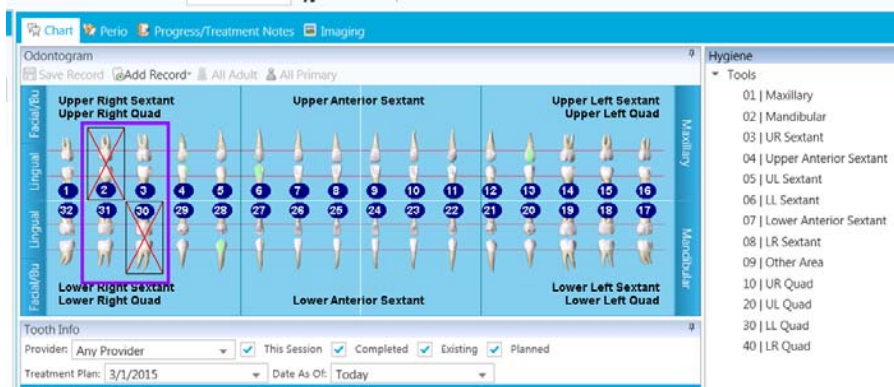 Chart Perio Progress/Treatment Notes Imaging
Odontogram
Save Record Add Record All Adult All Primary
Facial/Bu
Lingual
Lingual
Facial/Bu
Upper Right Sextant
Upper Right Quad
Upper Anterior Sextant
Upper Left Sextant
Upper Left Quad
Maxillary
Mandibular
1 2 3 4 5 6 7 8 9 10 11 12 13 14 15 16
32 31 30 29 28 27 26 25 24 23 22 21 20 19 18 17
Lower Right Sextant
Lower Right Quad
Lower Anterior Sextant
Lower Left Sextant
Lower Left Quad
Tooth Info
Provider: Any Provider This Session Completed Existing Planned
Treatment Plan: 3/1/2015 Date As Of: Today
Hygiene
Tools
01 | Maxillary
02 | Mandibular
03 | UR Sextant
04 | Upper Anterior Sextant
05 | UL Sextant
06 | LL Sextant
07 | Lower Anterior Sextant
08 | LR Sextant
09 | Other Area
10 | UR Quad
20 | UL Quad
30 | LL Quad
40 | LR Quad